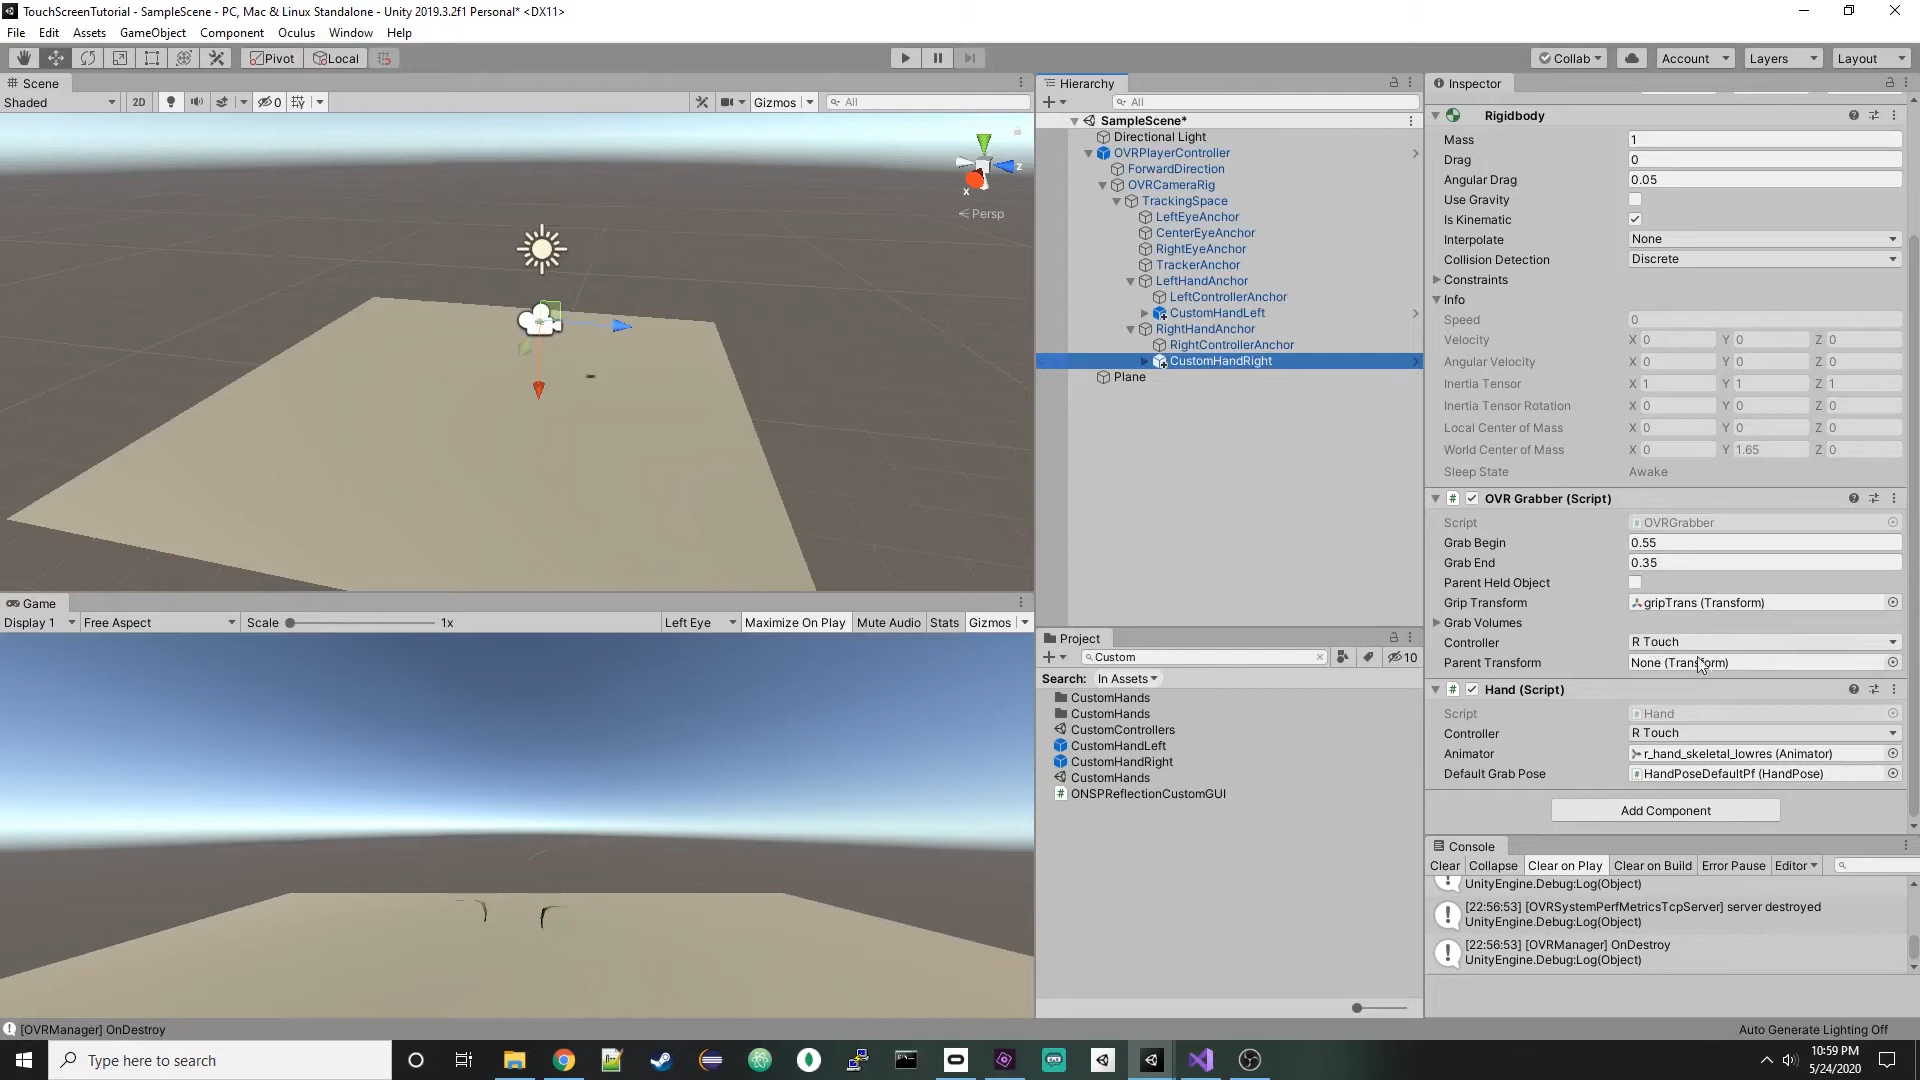 TouchScreenTutorial - SampleScene - PC, Mac & Linux Standalone - Unity 2019.3.2f1 Personal* <DX11>
File Edit Assets GameObject Component Oculus Window Help
Pivot Local Collab Account Layers Layout
Scene
Shaded 2D 0 Gizmos All
x z
Persp
Game
Display 1 Free Aspect Scale 1x Left Eye Maximize On Play Mute Audio Stats Gizmos
Hierarchy
All
SampleScene*
Directional Light
OVRPlayerController
ForwardDirection
OVRCameraRig
TrackingSpace
LeftEyeAnchor
CenterEyeAnchor
RightEyeAnchor
TrackerAnchor
LeftHandAnchor
LeftControllerAnchor
CustomHandLeft
RightHandAnchor
RightControllerAnchor
CustomHandRight
Plane
Project
Custom 10
Search: In Assets
CustomHands
CustomHands
CustomControllers
CustomHandLeft
CustomHandRight
CustomHands
ONSPReflectionCustomGUI
Inspector
Rigidbody
Mass 1
Drag 0
Angular Drag 0.05
Use Gravity
Is Kinematic
Interpolate None
Collision Detection Discrete
Constraints
Info
Speed 0
Velocity X 0 Y 0 Z 0
Angular Velocity X 0 Y 0 Z 0
Inertia Tensor X 1 Y 1 Z 1
Inertia Tensor Rotation X 0 Y 0 Z 0
Local Center of Mass X 0 Y 0 Z 0
World Center of Mass X 0 Y 1.65 Z 0
Sleep State Awake
OVR Grabber (Script)
Script OVRGrabber
Grab Begin 0.55
Grab End 0.35
Parent Held Object
Grip Transform gripTrans (Transform)
Grab Volumes
Controller R Touch
Parent Transform None (Transform)
Hand (Script)
Script Hand
Controller R Touch
Animator r_hand_skeletal_lowres (Animator)
Default Grab Pose HandPoseDefaultPf (HandPose)
Add Component
Console
Clear Collapse Clear on Play Clear on Build Error Pause Editor
UnityEngine.Debug:Log(Object)
[22:56:53] [OVRSystemPerfMetricsTcpServer] server destroyed
UnityEngine.Debug:Log(Object)
[22:56:53] [OVRManager] OnDestroy
UnityEngine.Debug:Log(Object)
[OVRManager] OnDestroy Auto Generate Lighting Off
Type here to search
10:59 PM
5/24/2020